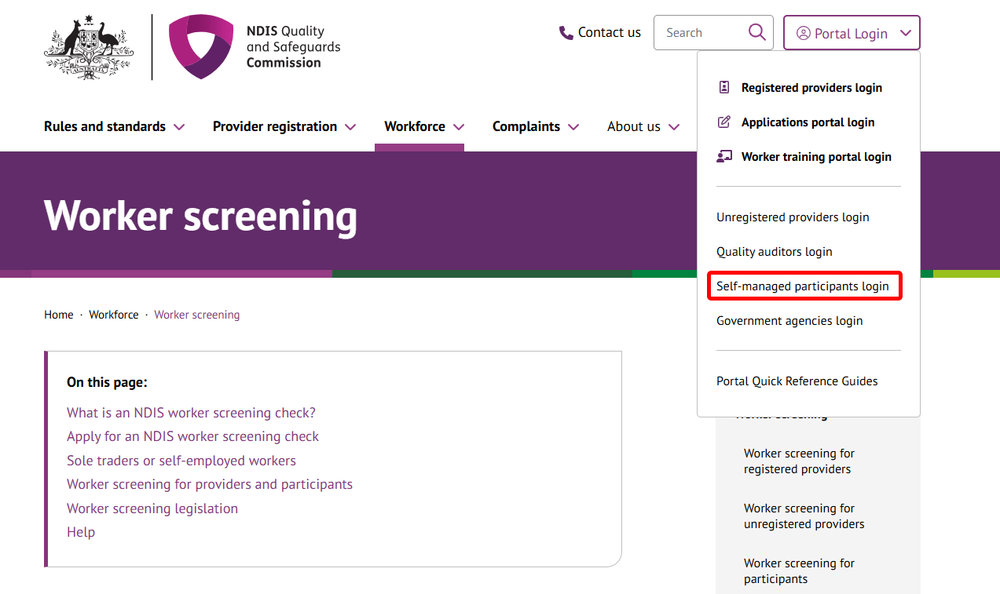 AUSTRALIA
NDIS Quality
and Safeguards
Commission
Contact us
Search
Portal Login
Registered providers login
Applications portal login
Worker training portal login
Unregistered providers login
Quality auditors login
Self-managed participants login
Government agencies login
Portal Quick Reference Guides
Rules and standards
Provider registration
Workforce
Complaints
About us
Worker screening
Home · Workforce · Worker screening
On this page:
What is an NDIS worker screening check?
Apply for an NDIS worker screening check
Sole traders or self-employed workers
Worker screening for providers and participants
Worker screening legislation
Help
Worker screening
Worker screening for
registered providers
Worker screening for
unregistered providers
Worker screening for
participants